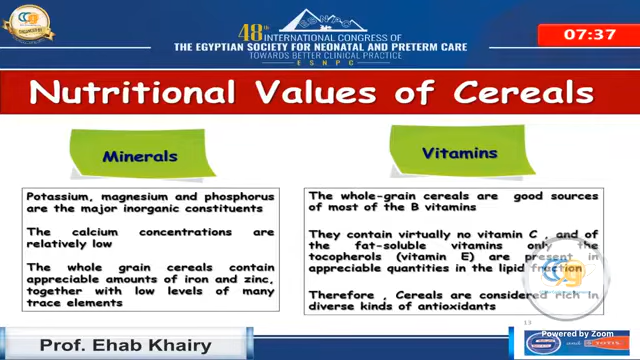 48th
INTERNATIONAL CONGRESS OF
THE EGYPTIAN SOCIETY FOR NEONATAL AND PRETERM CARE
TOWARDS BETTER CLINICAL PRACTICE
ESNPC
07:37
Nutritional Values of Cereals
Minerals
Potassium, magnesium and phosphorus
are the major inorganic constituents
The calcium concentrations are
relatively low
The whole grain cereals contain
appreciable amounts of iron and zinc,
together with low levels of many
trace elements
Vitamins
The whole-grain cereals are good sources
of most of the B vitamins
They contain virtually no vitamin C , and of
the fat-soluble vitamins only the
tocopherols (vitamin E) are present in
appreciable quantities in the lipid fraction
Therefore , Cereals are considered rich in
diverse kinds of antioxidants
13
Prof. Ehab Khairy
Powered by Zoom
and